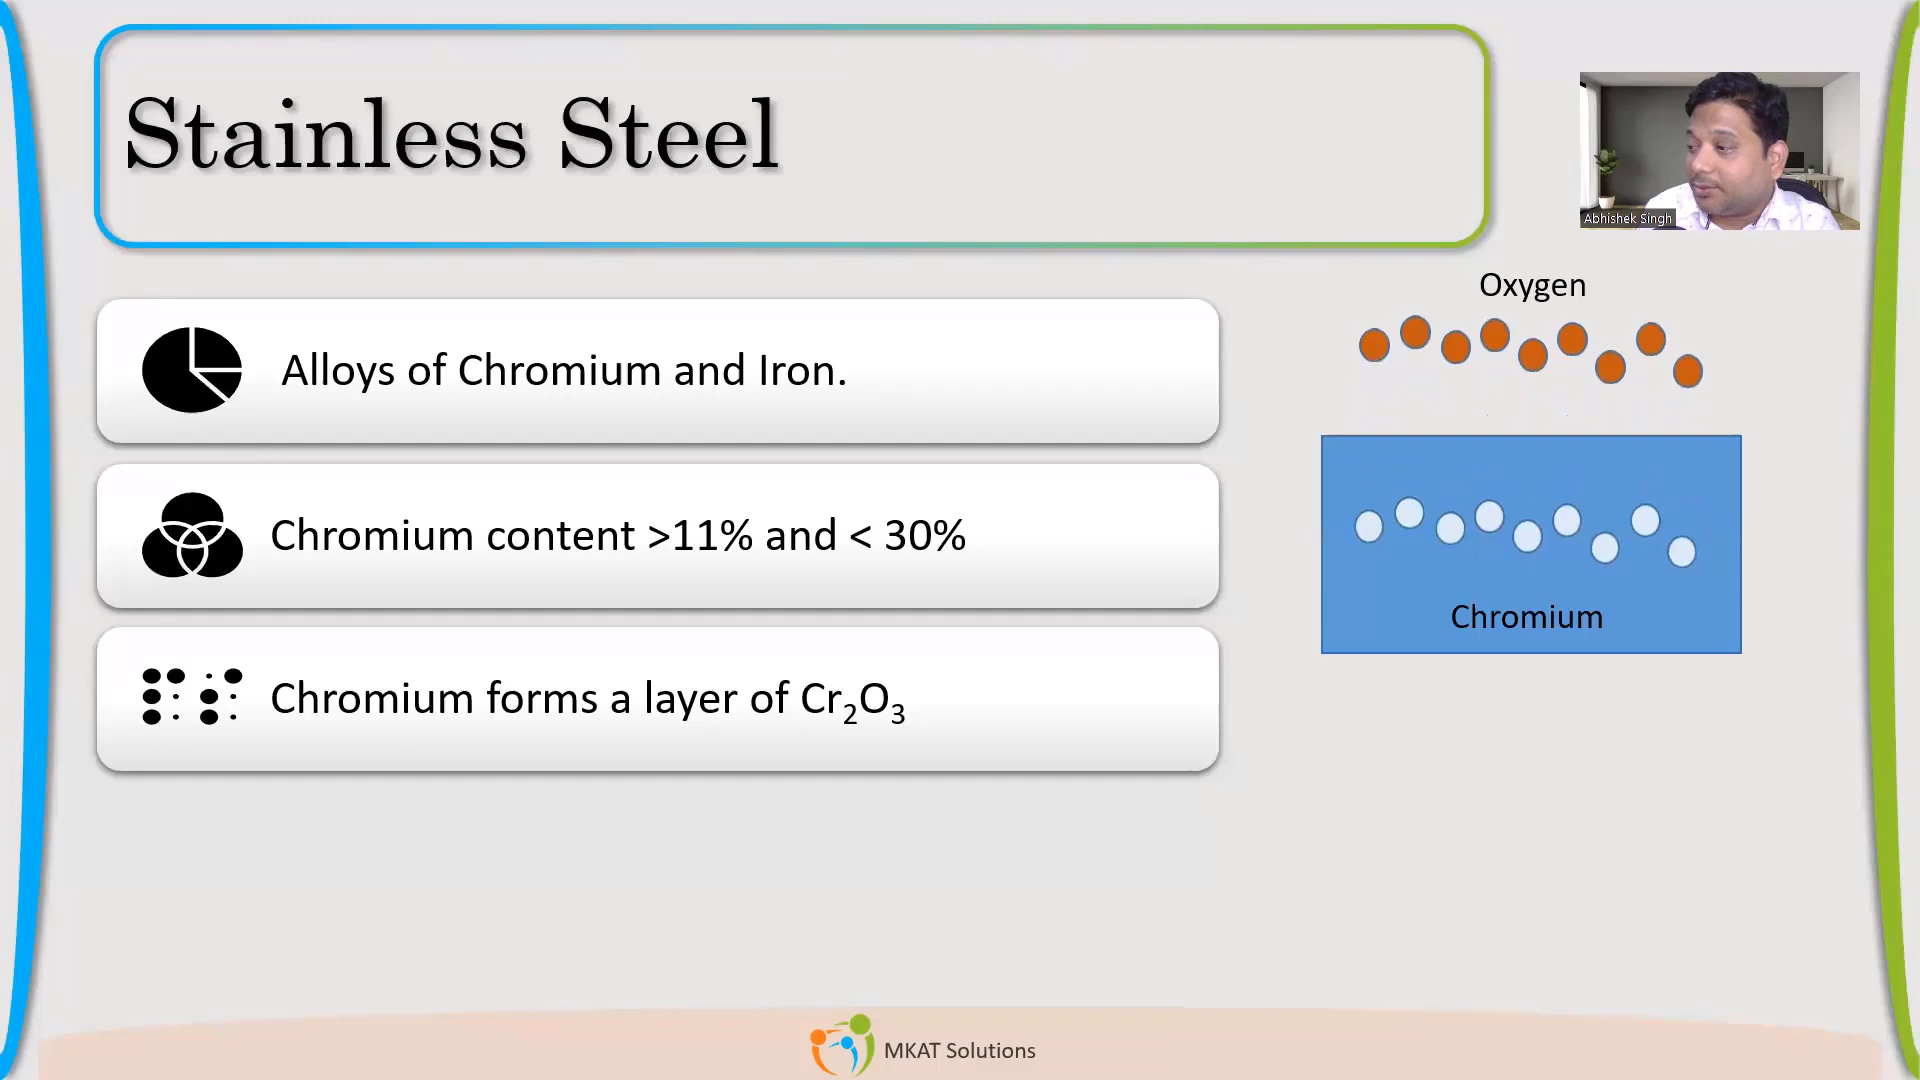 Stainless Steel
Abhishek Singh
Oxygen
Alloys of Chromium and Iron.
Chromium content >11% and < 30%
Chromium
Chromium forms a layer of Cr₂O₃
MKAT Solutions